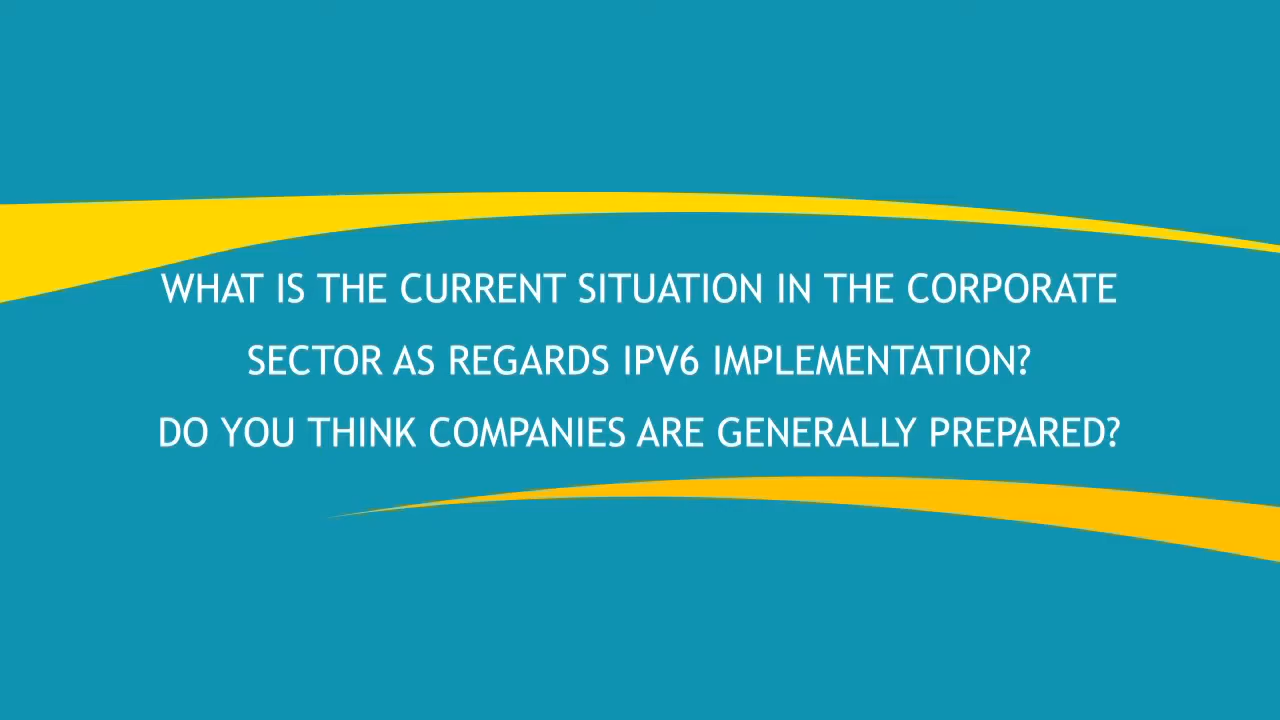 WHAT IS THE CURRENT SITUATION IN THE CORPORATE
SECTOR AS REGARDS IPV6 IMPLEMENTATION?
DO YOU THINK COMPANIES ARE GENERALLY PREPARED?